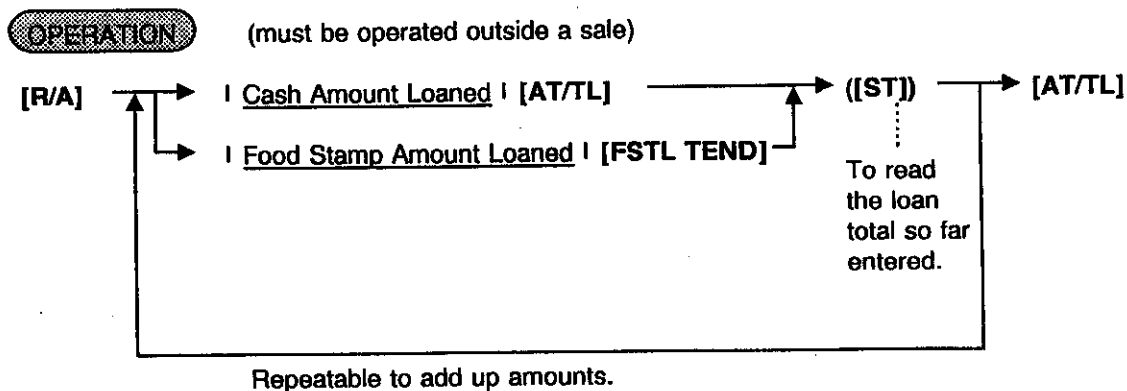 OPERATION (must be operated outside a sale)
[R/A] | Cash Amount Loaned | [AT/TL] ([ST]) [AT/TL]
| Food Stamp Amount Loaned | [FSTL TEND]
To read
the loan
total so far
entered.
Repeatable to add up amounts.